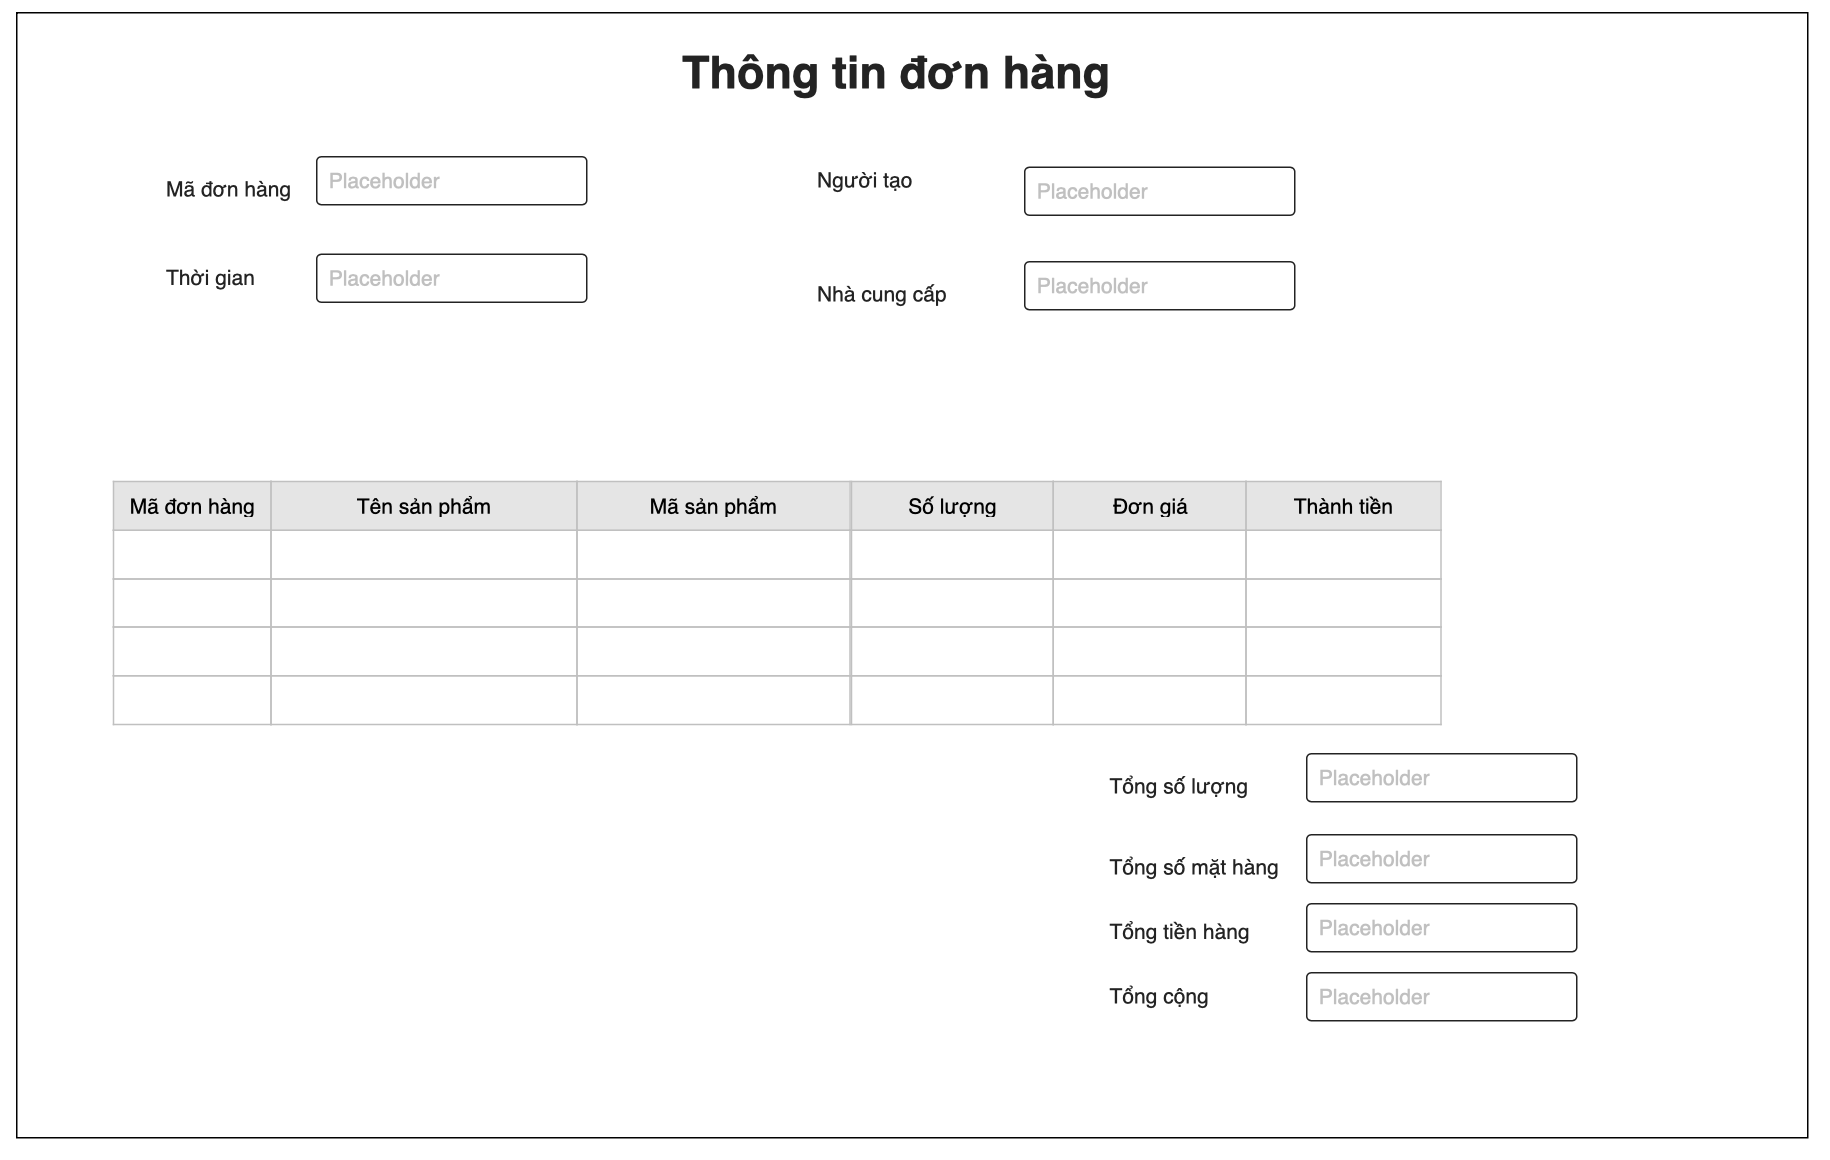 Thông tin đơn hàng
Mã đơn hàng Placeholder Người tạo Placeholder
Thời gian Placeholder Nhà cung cấp Placeholder
Mã đơn hàng Tên sản phẩm Mã sản phẩm Số lượng Đơn giá Thành tiền
Tổng số lượng Placeholder
Tổng số mặt hàng Placeholder
Tổng tiền hàng Placeholder
Tổng cộng Placeholder